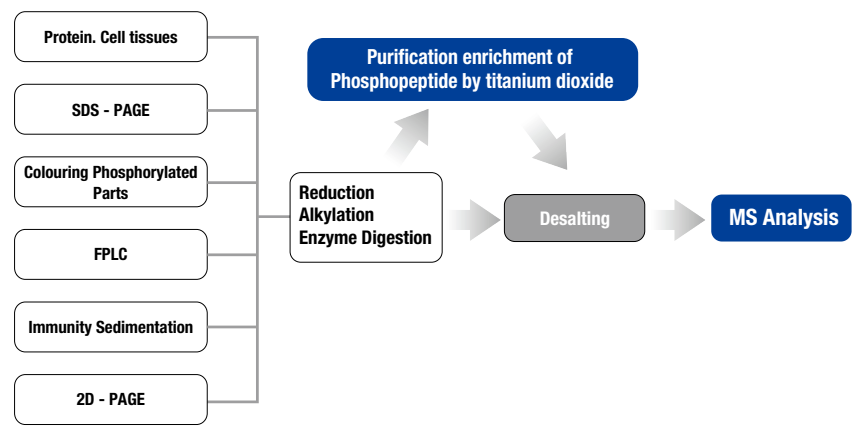 Protein. Cell tissues
SDS - PAGE
Colouring Phosphorylated
Parts
FPLC
Immunity Sedimentation
2D - PAGE
Reduction
Alkylation
Enzyme Digestion
Purification enrichment of
Phosphopeptide by titanium dioxide
Desalting
MS Analysis